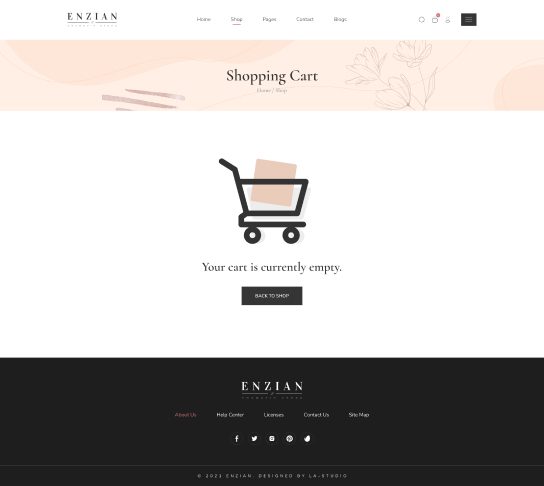 ENZIAN
Home Shop Pages Contact Blogs
Shopping Cart
Home / Shop
Your cart is currently empty.
BACK TO SHOP
ENZIAN
About Us Help Center Licenses Contact Us Site Map
© 2023 ENZIAN. DESIGNED BY LA-STUDIO